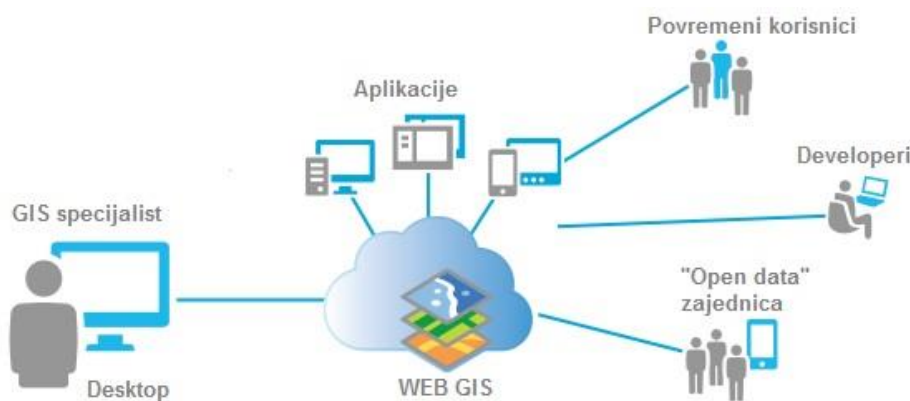 Povremeni korisnici
Aplikacije
Developeri
GIS specijalist
"Open data"
zajednica
Desktop
WEB GIS